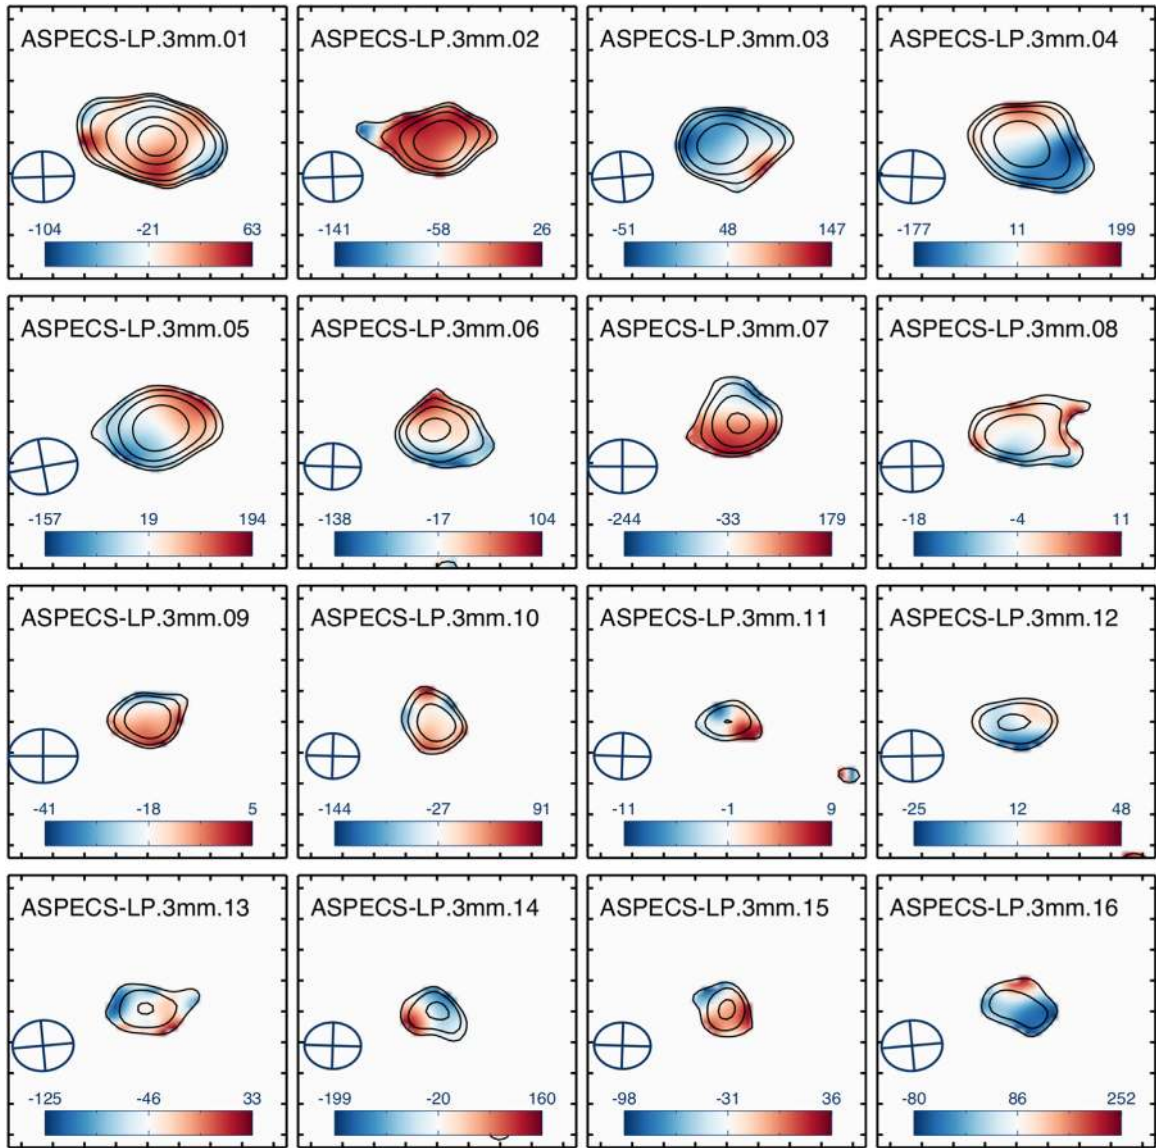 ASPECS-LP.3mm.01
-104 -21 63
ASPECS-LP.3mm.02
-141 -58 26
ASPECS-LP.3mm.03
-51 48 147
ASPECS-LP.3mm.04
-177 11 199
ASPECS-LP.3mm.05
-157 19 194
ASPECS-LP.3mm.06
-138 -17 104
ASPECS-LP.3mm.07
-244 -33 179
ASPECS-LP.3mm.08
-18 -4 11
ASPECS-LP.3mm.09
-41 -18 5
ASPECS-LP.3mm.10
-144 -27 91
ASPECS-LP.3mm.11
-11 -1 9
ASPECS-LP.3mm.12
-25 12 48
ASPECS-LP.3mm.13
-125 -46 33
ASPECS-LP.3mm.14
-199 -20 160
ASPECS-LP.3mm.15
-98 -31 36
ASPECS-LP.3mm.16
-80 86 252